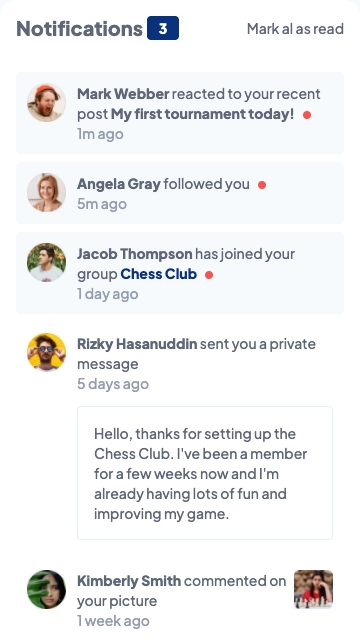 Notifications 3
Mark al as read
Mark Webber reacted to your recent
post My first tournament today!
1m ago
Angela Gray followed you
5m ago
Jacob Thompson has joined your
group Chess Club
1 day ago
Rizky Hasanuddin sent you a private
message
5 days ago
Hello, thanks for setting up the
Chess Club. I've been a member
for a few weeks now and I'm
already having lots of fun and
improving my game.
Kimberly Smith commented on
your picture
1 week ago